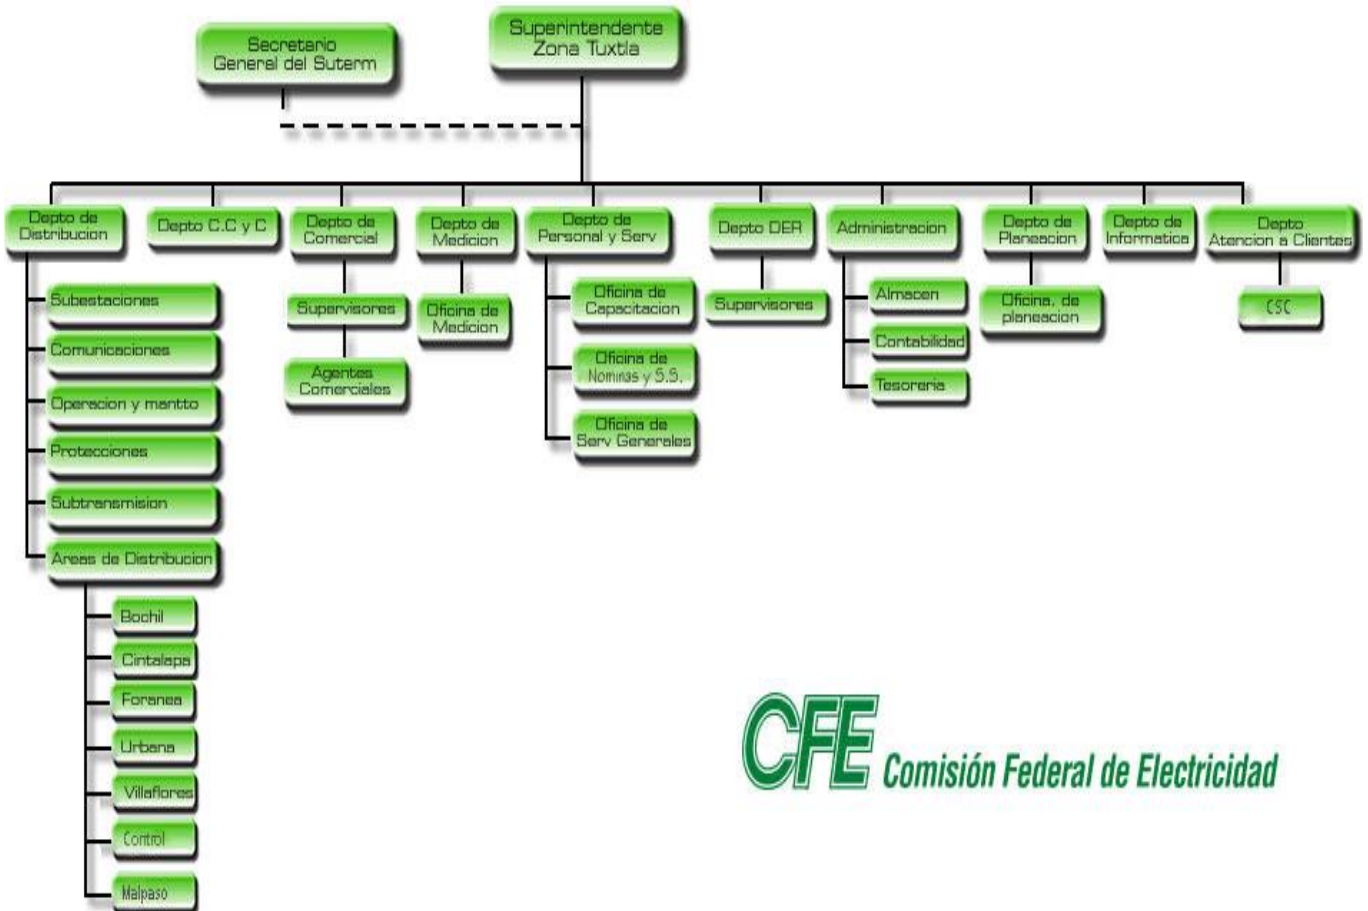 Secretario
General del Suterm
Superintendente
Zona Tuxtla
Depto de
Distribucion
Depto C.C y C
Depto de
Comercial
Depto de
Medicion
Depto de
Personal y Serv
Depto DER
Administracion
Depto de
Planeacion
Depto de
Informatica
Depto
Atencion a Clientes
Subestaciones
Comunicaciones
Operacion y mantto
Protecciones
Subtransmision
Areas de Distribucion
Bochil
Cintalapa
Foranea
Urbana
Villaflores
Control
Malpaso
Supervisores
Agentes
Comerciales
Oficina de
Medicion
Oficina de
Capacitacion
Oficina de
Nominas y S.S.
Oficina de
Serv Generales
Supervisores
Almacen
Contabilidad
Tesoreria
Oficina, de
planeacion
CSC
CFE Comisión Federal de Electricidad